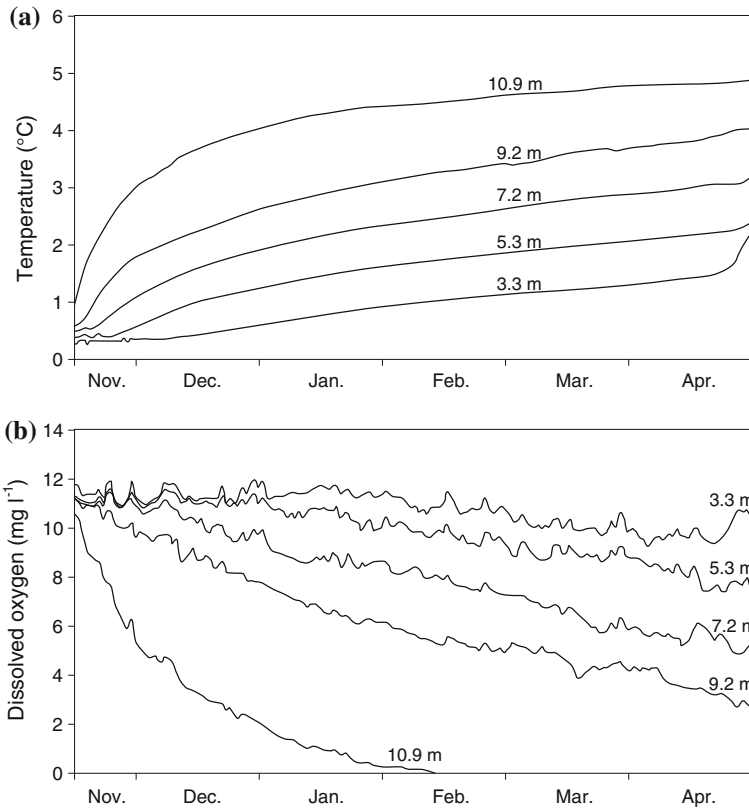 (a)
Temperature (°C)
6
5
4
3
2
1
0
10.9 m
9.2 m
7.2 m
5.3 m
3.3 m
Nov. Dec. Jan. Feb. Mar. Apr.
(b)
Dissolved oxygen (mg l⁻¹)
14
12
10
8
6
4
2
0
3.3 m
5.3 m
7.2 m
9.2 m
10.9 m
Nov. Dec. Jan. Feb. Mar. Apr.